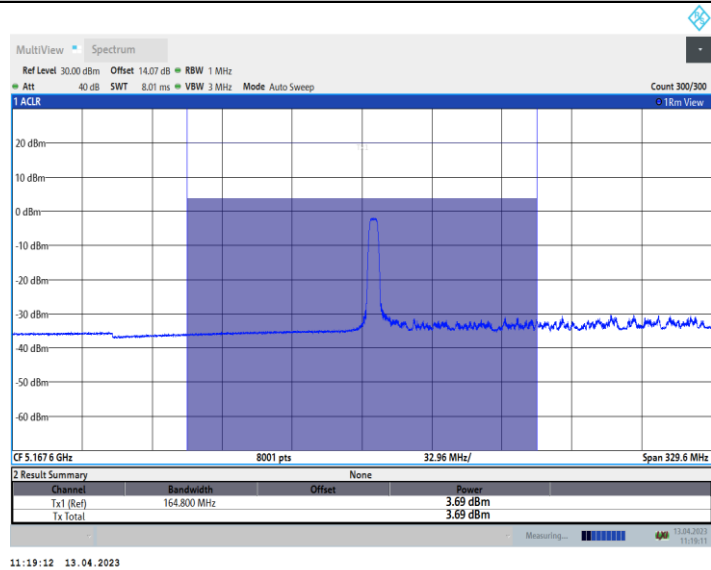 MultiView Spectrum
Ref Level 30.00 dBm Offset 14.07 dB RBW 1 MHz
Att 40 dB SWT 8.01 ms VBW 3 MHz Mode Auto Sweep Count 300/300
1 ACLR 1Rm View
20 dBm
10 dBm
0 dBm
-10 dBm
-20 dBm
-30 dBm
-40 dBm
-50 dBm
-60 dBm
CF 5.167 6 GHz 8001 pts 32.96 MHz/ Span 329.6 MHz
2 Result Summary None
Channel Bandwidth Offset Power
Tx1 (Ref) 164.800 MHz 3.69 dBm
Tx Total 3.69 dBm
Measuring... 13.04.2023
11:19:11
11:19:12 13.04.2023